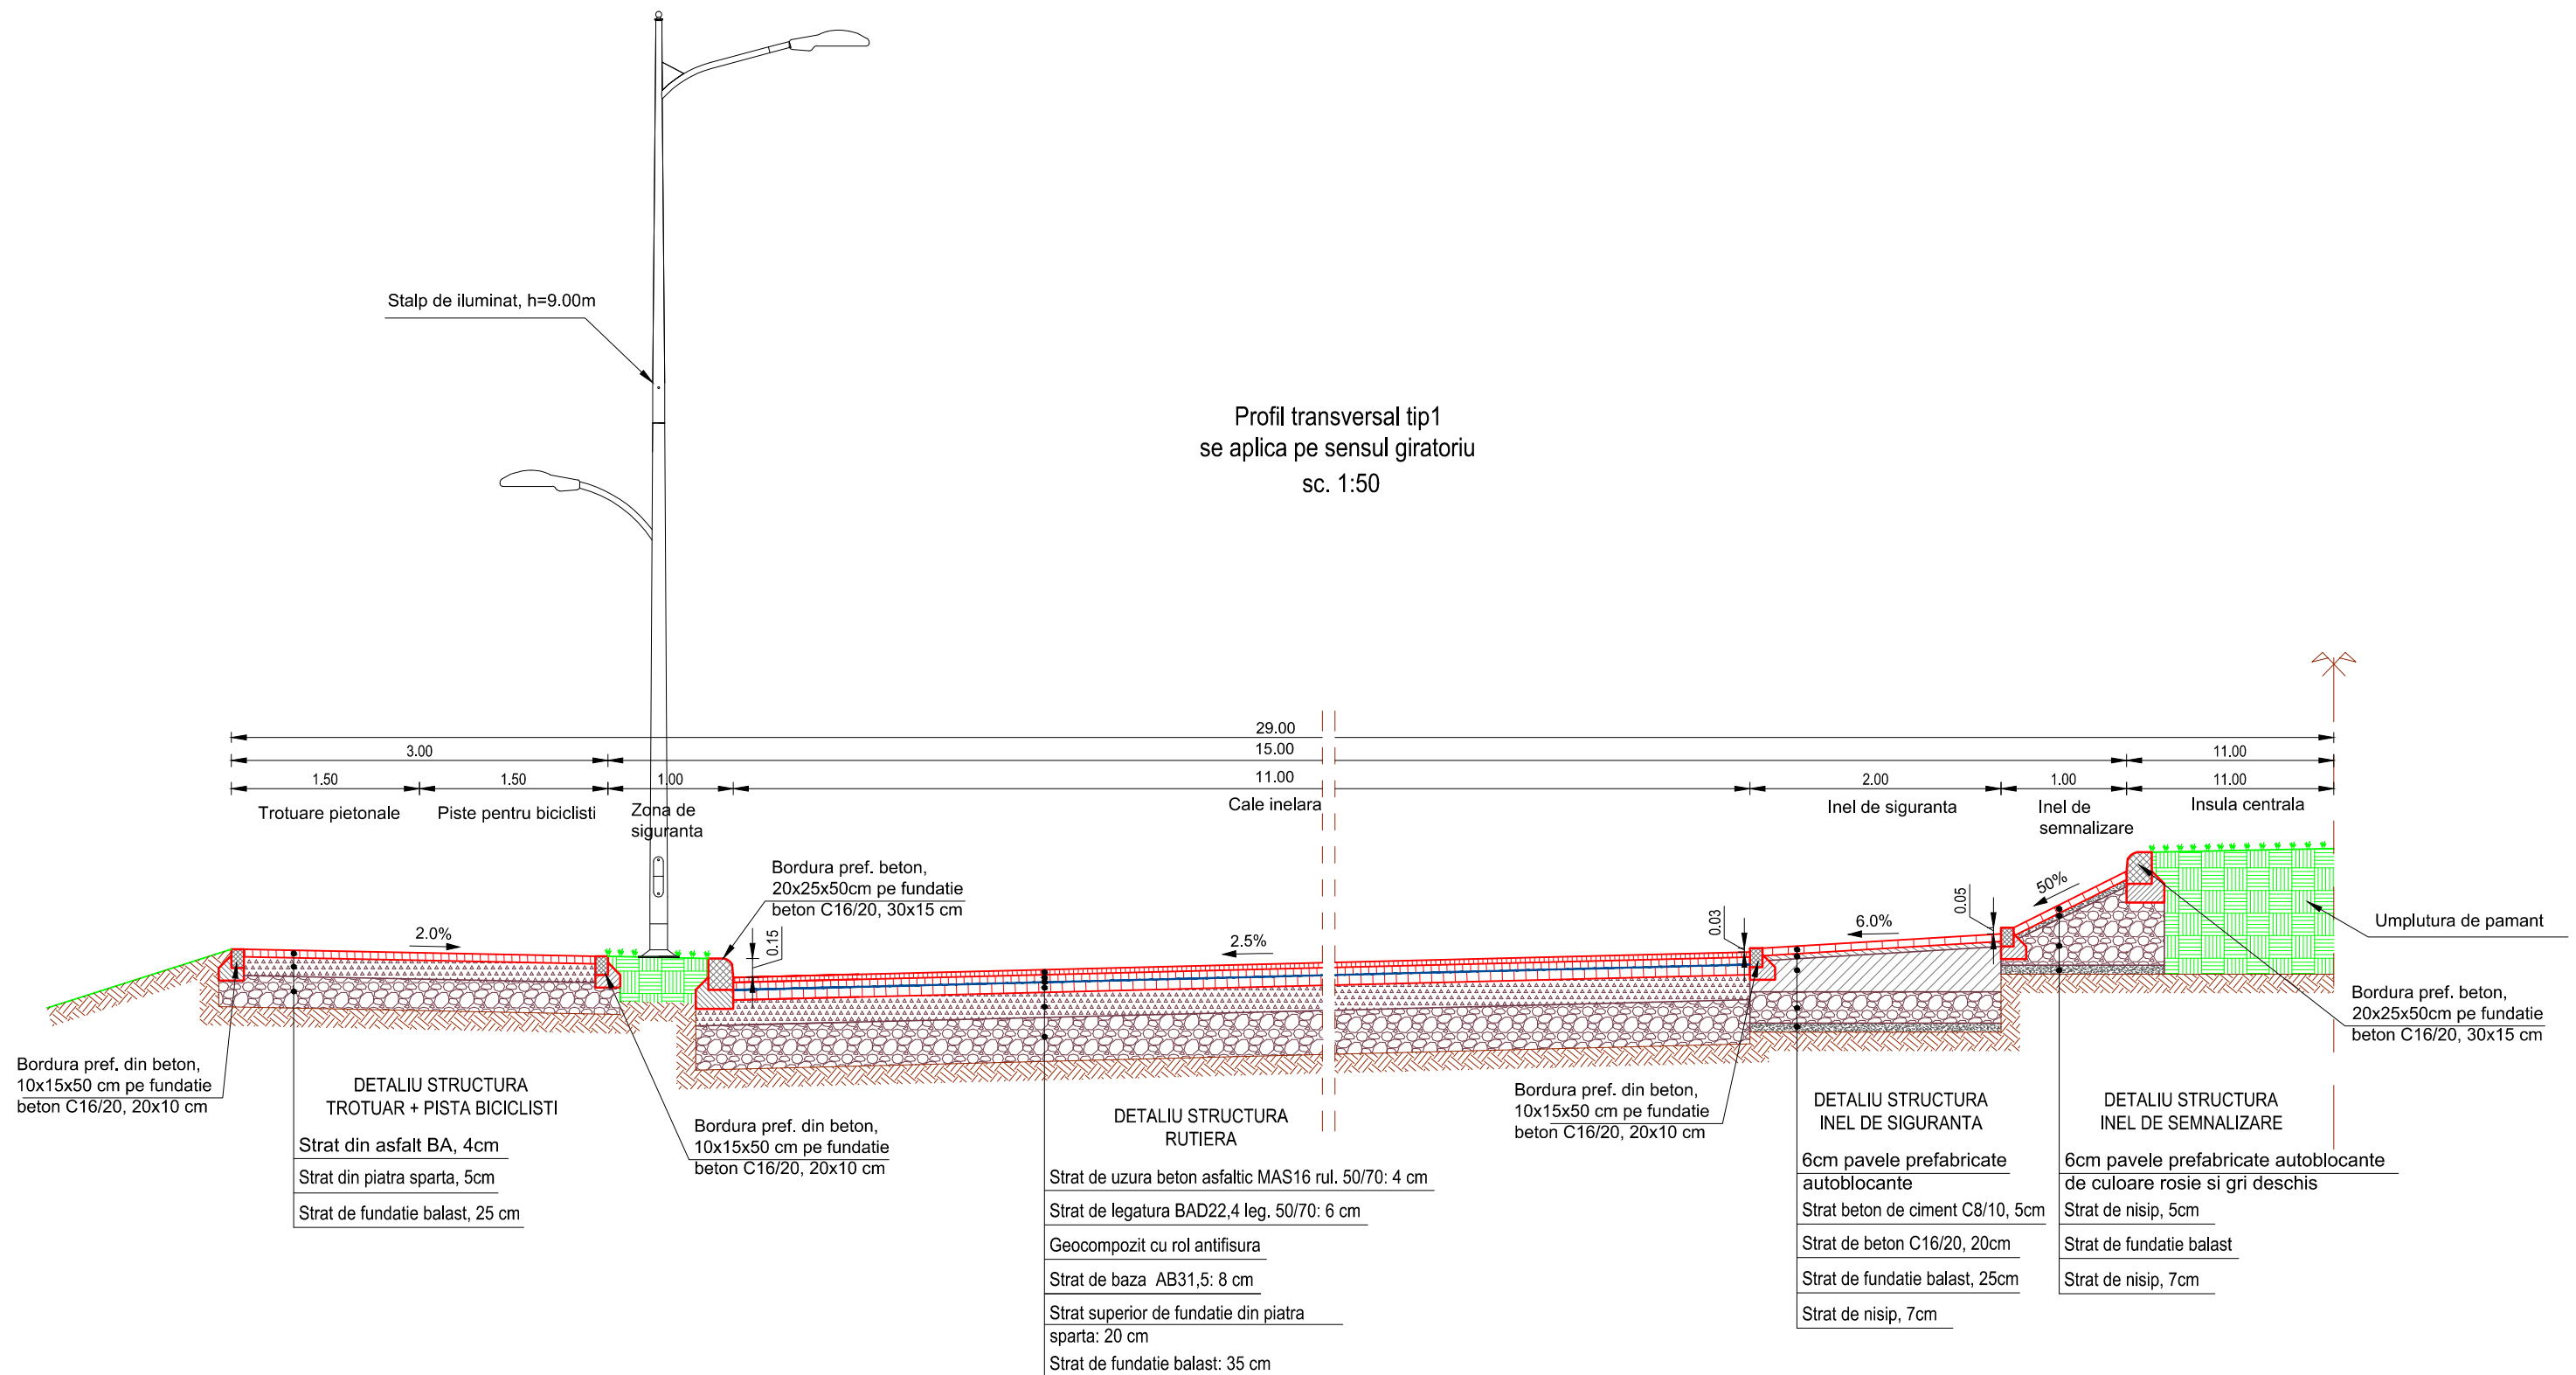 Stalp de iluminat, h=9.00m
Profil transversal tip1
se aplica pe sensul giratoriu
sc. 1:50
29.00
3.00
15.00
11.00
1.50
1.50
1.00
11.00
2.00
1.00
11.00
Trotuare pietonale
Piste pentru biciclisti
Zona de
siguranta
Cale inelara
Inel de siguranta
Inel de
semnalizare
Insula centrala
Bordura pref. beton,
20x25x50cm pe fundatie
beton C16/20, 30x15 cm
2.0%
0.15
2.5%
0.03
6.0%
0.05
50%
Umplutura de pamant
Bordura pref. beton,
20x25x50cm pe fundatie
beton C16/20, 30x15 cm
Bordura pref. din beton,
10x15x50 cm pe fundatie
beton C16/20, 20x10 cm
DETALIU STRUCTURA
TROTUAR + PISTA BICICLISTI
Strat din asfalt BA, 4cm
Strat din piatra sparta, 5cm
Strat de fundatie balast, 25 cm
Bordura pref. din beton,
10x15x50 cm pe fundatie
beton C16/20, 20x10 cm
DETALIU STRUCTURA
RUTIERA
Strat de uzura beton asfaltic MAS16 rul. 50/70: 4 cm
Strat de legatura BAD22,4 leg. 50/70: 6 cm
Geocompozit cu rol antifisura
Strat de baza AB31,5: 8 cm
Strat superior de fundatie din piatra
sparta: 20 cm
Strat de fundatie balast: 35 cm
Bordura pref. din beton,
10x15x50 cm pe fundatie
beton C16/20, 20x10 cm
DETALIU STRUCTURA
INEL DE SIGURANTA
6cm pavele prefabricate
autoblocante
Strat beton de ciment C8/10, 5cm
Strat de beton C16/20, 20cm
Strat de fundatie balast, 25cm
Strat de nisip, 7cm
DETALIU STRUCTURA
INEL DE SEMNALIZARE
6cm pavele prefabricate autoblocante
de culoare rosie si gri deschis
Strat de nisip, 5cm
Strat de fundatie balast
Strat de nisip, 7cm